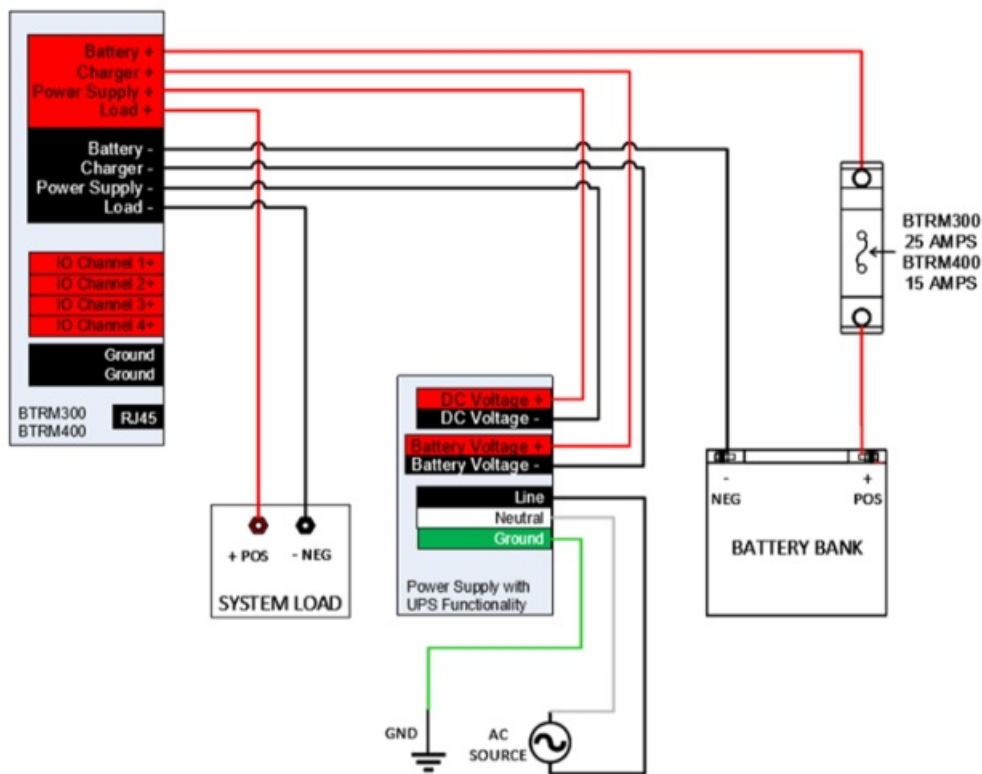 Battery +
Charger +
Power Supply +
Load +
Battery -
Charger -
Power Supply -
Load -
IO Channel 1+
IO Channel 2+
IO Channel 3+
IO Channel 4+
Ground
Ground
BTRM300
BTRM400
RJ45
BTRM300
25 AMPS
BTRM400
15 AMPS
DC Voltage +
DC Voltage -
Battery Voltage +
Battery Voltage -
Line
Neutral
Ground
Power Supply with
UPS Functionality
+ POS
- NEG
SYSTEM LOAD
-
NEG
+
POS
BATTERY BANK
GND
AC
SOURCE